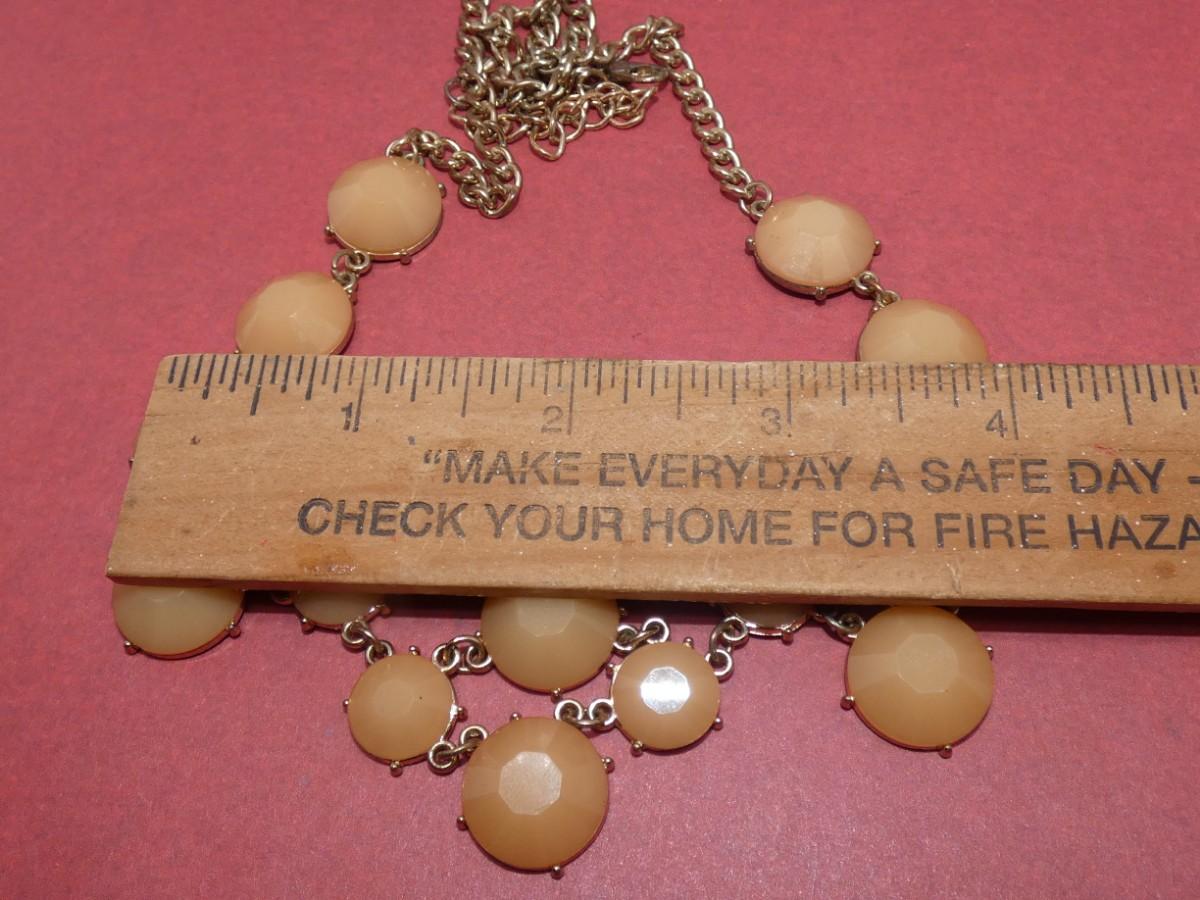 1 2 3 4
“MAKE EVERYDAY A SAFE DAY -
CHECK YOUR HOME FOR FIRE HAZA